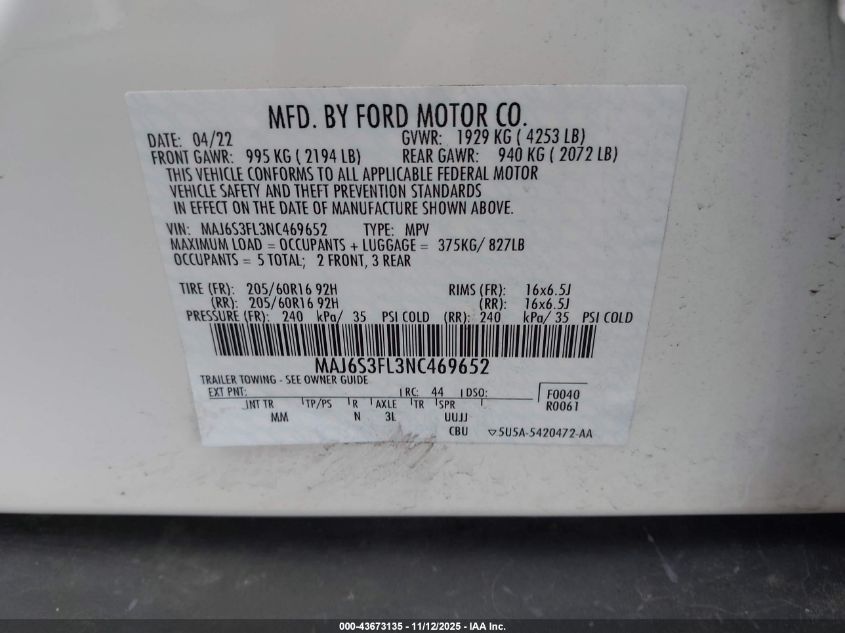 MFD. BY FORD MOTOR CO.
DATE: 04/22 GVWR: 1929 KG ( 4253 LB)
FRONT GAWR: 995 KG ( 2194 LB) REAR GAWR: 940 KG ( 2072 LB)
THIS VEHICLE CONFORMS TO ALL APPLICABLE FEDERAL MOTOR
VEHICLE SAFETY AND THEFT PREVENTION STANDARDS
IN EFFECT ON THE DATE OF MANUFACTURE SHOWN ABOVE.
VIN: MAJ6S3FL3NC469652 TYPE: MPV
MAXIMUM LOAD = OCCUPANTS + LUGGAGE = 375KG/ 827LB
OCCUPANTS = 5 TOTAL; 2 FRONT, 3 REAR
TIRE (FR): 205/60R16 92H RIMS (FR): 16x6.5J
(RR): 205/60R16 92H (RR): 16x6.5J
PRESSURE (FR): 240 kPa/ 35 PSI COLD (RR): 240 kPa/ 35 PSI COLD
MAJ6S3FL3NC469652
TRAILER TOWING - SEE OWNER GUIDE
EXT PNT: RC: 44 DSO: F0040
INT TR TP/PS R AXLE TR SPR R0061
MM N 3L UUJJ
CBU 5U5A-5420472-AA
000-43673135 - 11/12/2025 - IAA Inc.